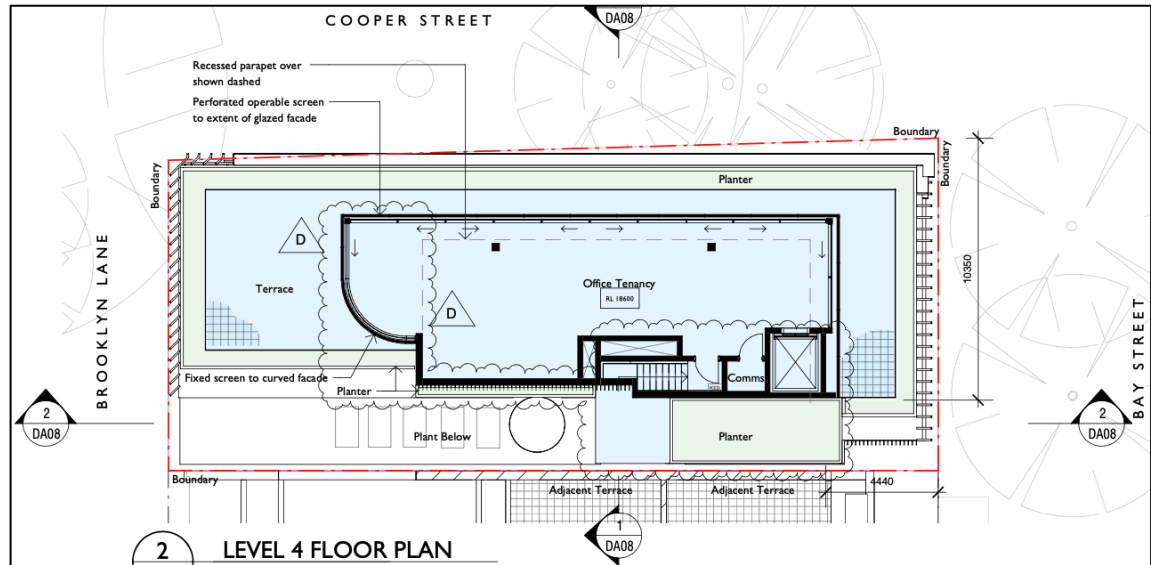 COOPER STREET
DA08
Recessed parapet over
shown dashed
Perforated operable screen
to extent of glazed facade
Boundary
Boundary
Boundary
Planter
BROOKLYN LANE
D
Terrace
Office Tenancy
RL 18600
D
10350
BAY STREET
Fixed screen to curved facade
Planter
Comms
2
DA08
2
DA08
Plant Below
Planter
Boundary
Adjacent Terrace
Adjacent Terrace
4440
1
DA08
2
LEVEL 4 FLOOR PLAN